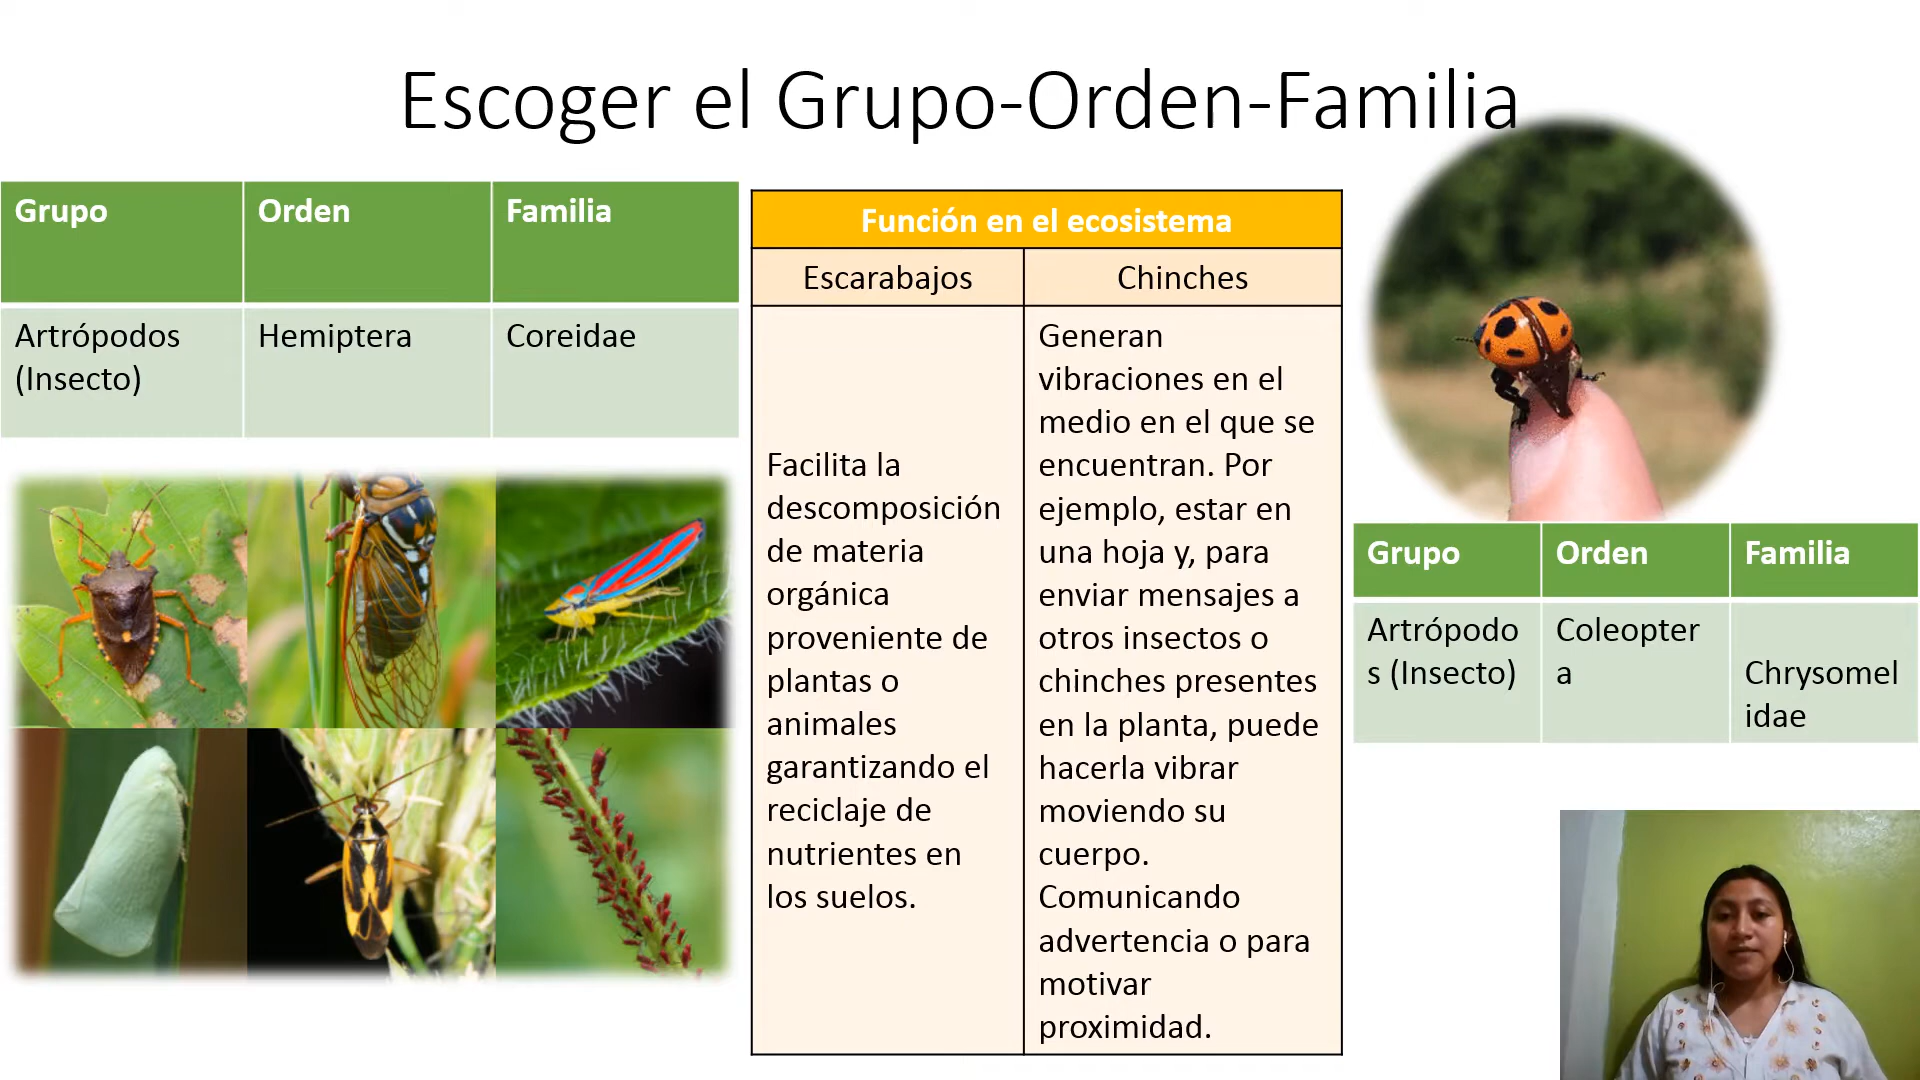 Escoger el Grupo-Orden-Familia
Grupo Orden Familia
Artrópodos Hemiptera Coreidae
(Insecto)
Función en el ecosistema
Escarabajos Chinches
Facilita la
descomposición
de materia
orgánica
proveniente de
plantas o
animales
garantizando el
reciclaje de
nutrientes en
los suelos.
Generan
vibraciones en el
medio en el que se
encuentran. Por
ejemplo, estar en
una hoja y, para
enviar mensajes a
otros insectos o
chinches presentes
en la planta, puede
hacerla vibrar
moviendo su
cuerpo.
Comunicando
advertencia o para
motivar
proximidad.
Grupo Orden Familia
Artrópodo
s (Insecto)
Coleopter
a
Chrysomel
idae